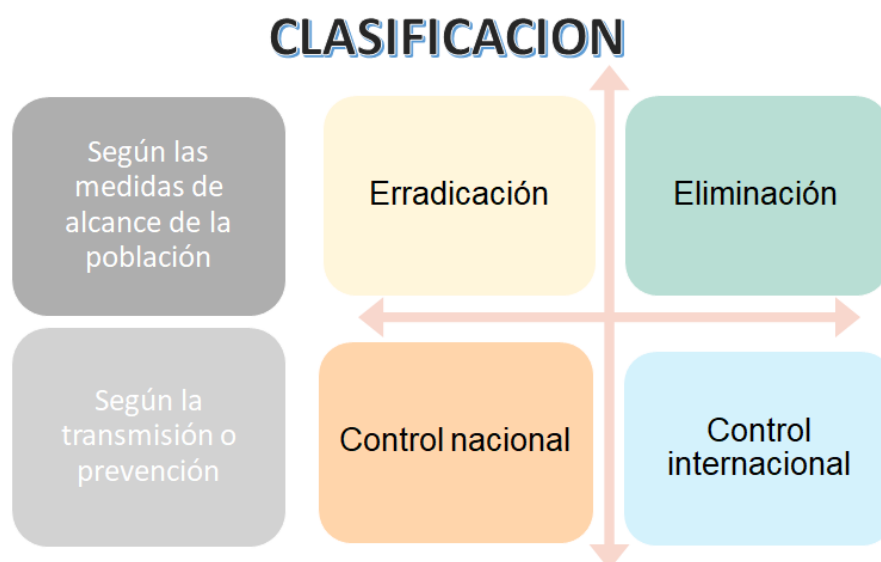 CLASIFICACION
Según las
medidas de
alcance de la
población
Erradicación
Eliminación
Según la
transmisión o
prevención
Control nacional
Control
internacional